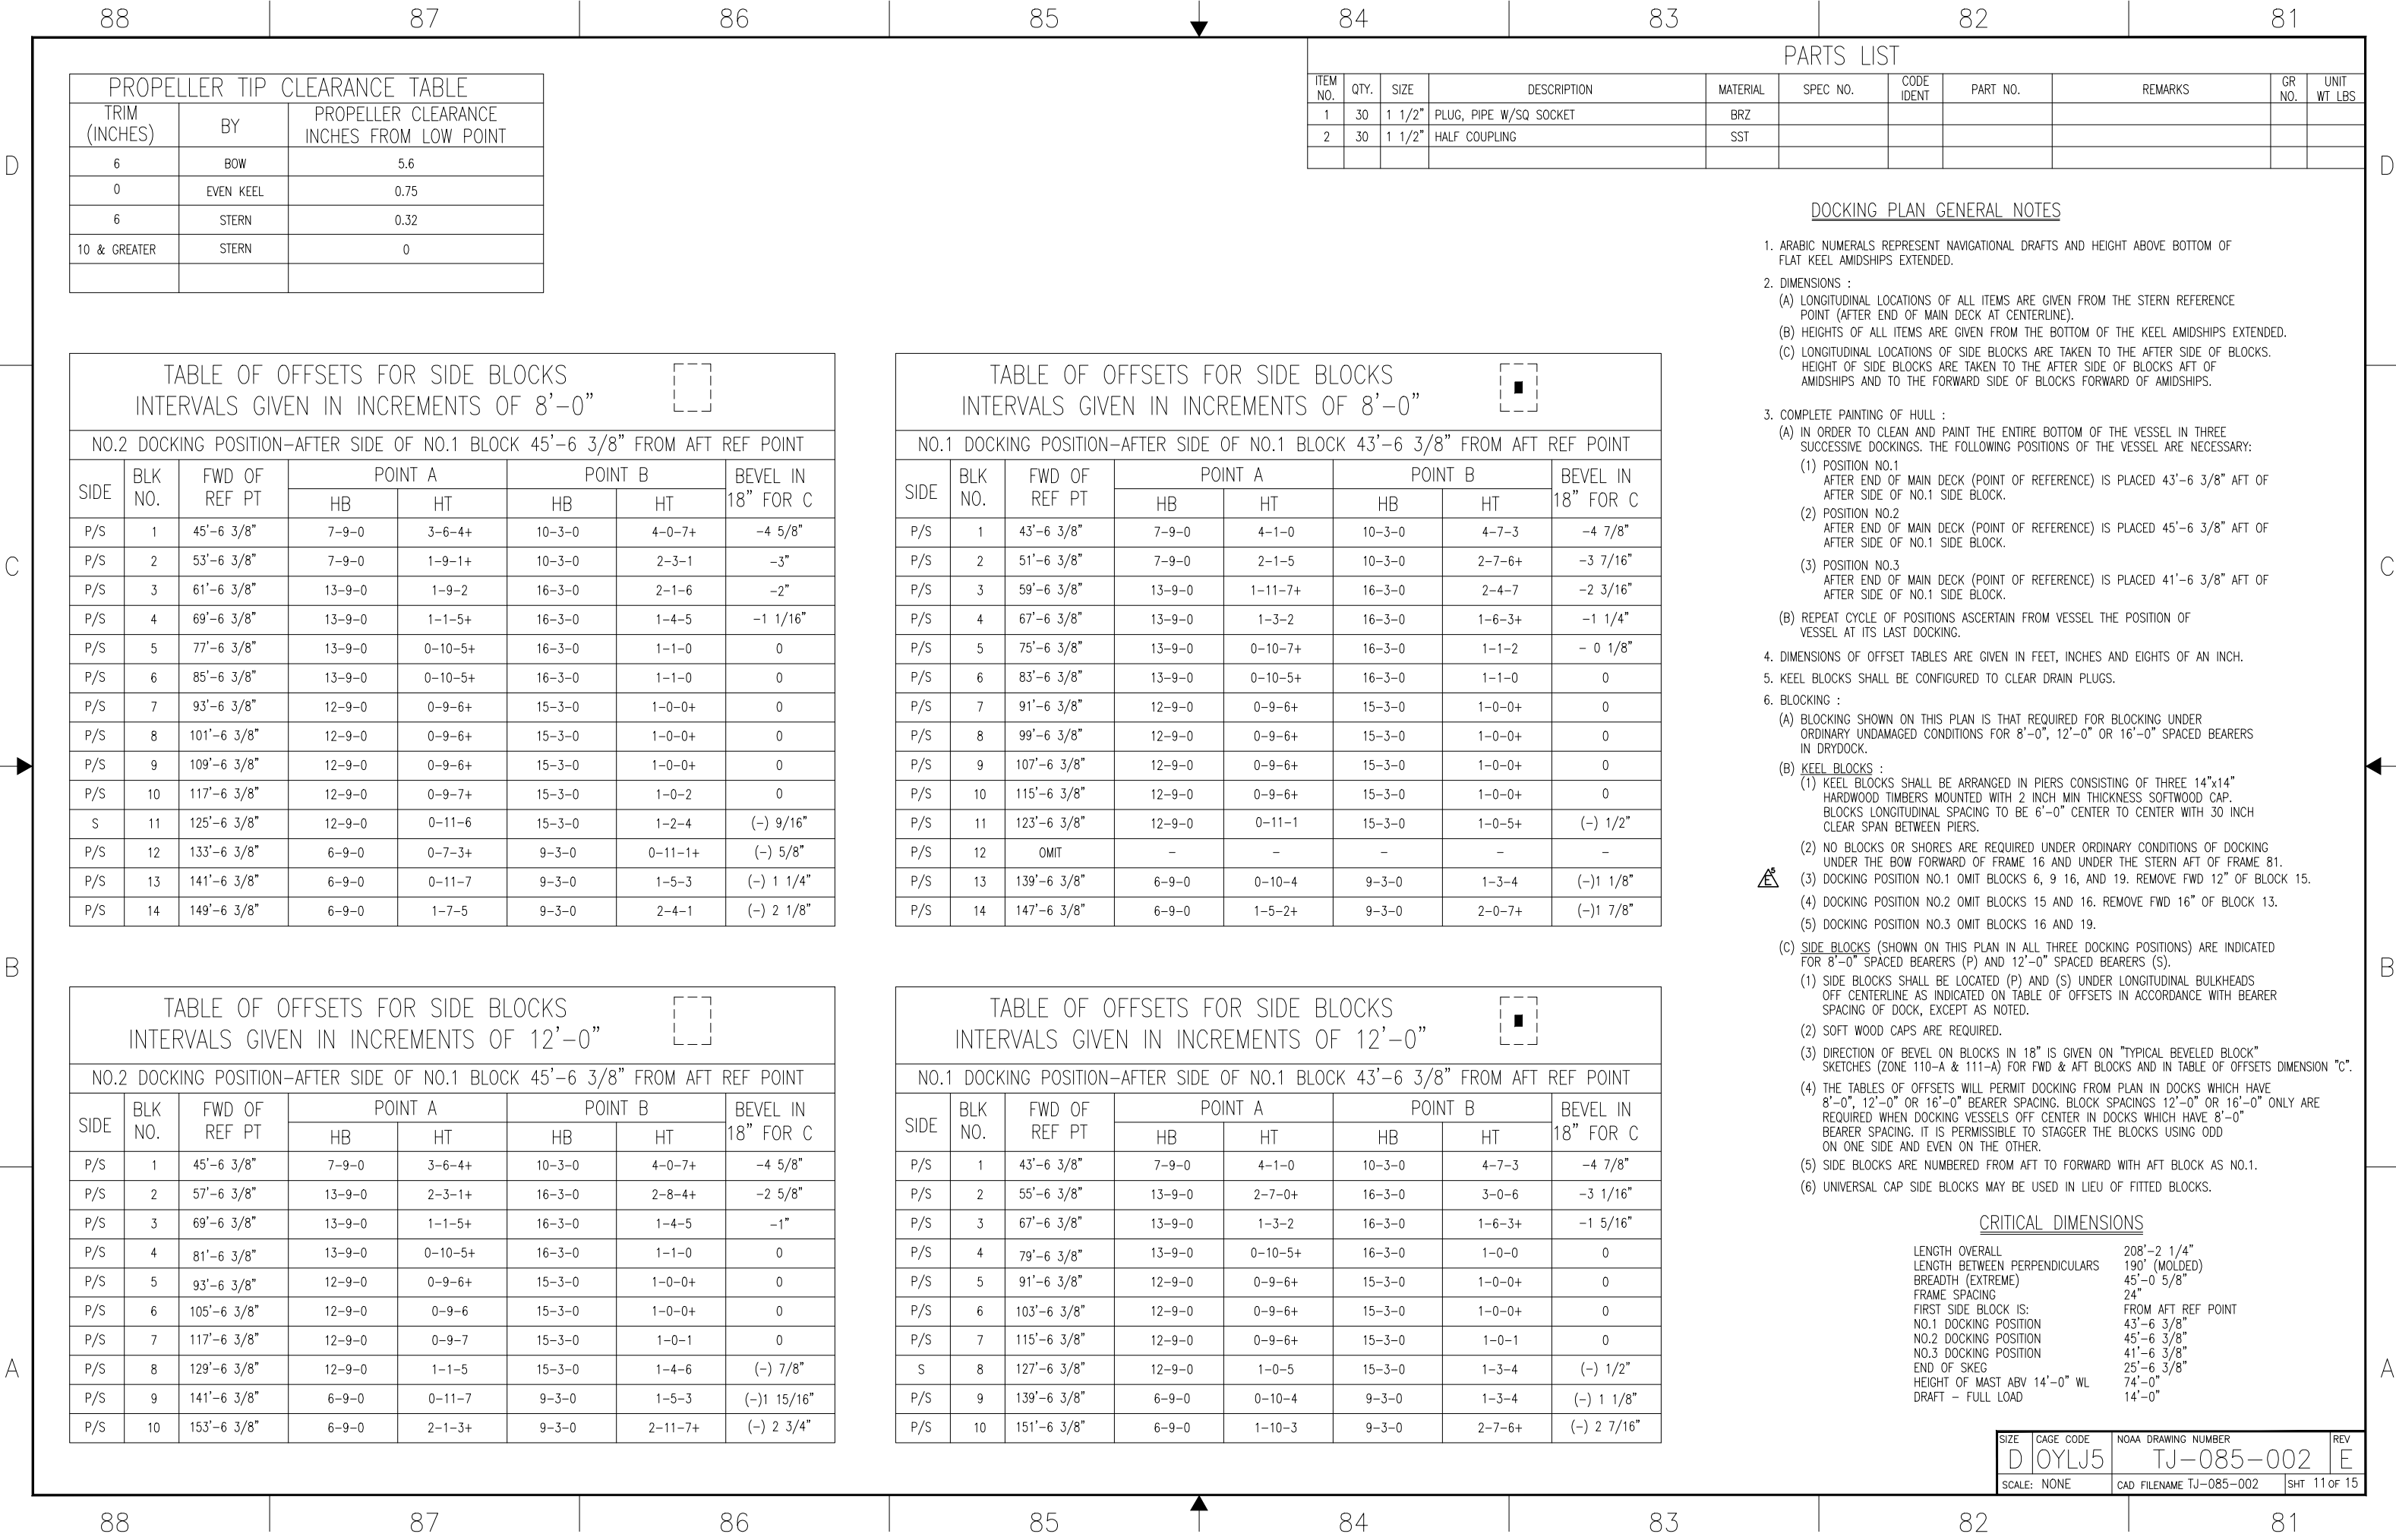 88 87 86 85 84 83 82 81
PARTS LIST
ITEM NO. QTY. SIZE DESCRIPTION MATERIAL SPEC NO. CODE IDENT PART NO. REMARKS GR NO. UNIT WT LBS
1 30 1 1/2" PLUG, PIPE W/SQ SOCKET BRZ
2 30 1 1/2" HALF COUPLING SST
PROPELLER TIP CLEARANCE TABLE
TRIM (INCHES) BY PROPELLER CLEARANCE INCHES FROM LOW POINT
6 BOW 5.6
0 EVEN KEEL 0.75
6 STERN 0.32
10 & GREATER STERN 0
D D
C C
B B
A A
TABLE OF OFFSETS FOR SIDE BLOCKS
INTERVALS GIVEN IN INCREMENTS OF 8'-0"
NO.2 DOCKING POSITION-AFTER SIDE OF NO.1 BLOCK 45'-6 3/8" FROM AFT REF POINT
SIDE BLK NO. FWD OF REF PT POINT A POINT B BEVEL IN 18" FOR C
HB HT HB HT
P/S 1 45'-6 3/8" 7-9-0 3-6-4+ 10-3-0 4-0-7+ -4 5/8"
P/S 2 53'-6 3/8" 7-9-0 1-9-1+ 10-3-0 2-3-1 -3"
P/S 3 61'-6 3/8" 13-9-0 1-9-2 16-3-0 2-1-6 -2"
P/S 4 69'-6 3/8" 13-9-0 1-1-5+ 16-3-0 1-4-5 -1 1/16"
P/S 5 77'-6 3/8" 13-9-0 0-10-5+ 16-3-0 1-1-0 0
P/S 6 85'-6 3/8" 13-9-0 0-10-5+ 16-3-0 1-1-0 0
P/S 7 93'-6 3/8" 12-9-0 0-9-6+ 15-3-0 1-0-0+ 0
P/S 8 101'-6 3/8" 12-9-0 0-9-6+ 15-3-0 1-0-0+ 0
P/S 9 109'-6 3/8" 12-9-0 0-9-6+ 15-3-0 1-0-0+ 0
P/S 10 117'-6 3/8" 12-9-0 0-9-7+ 15-3-0 1-0-2 0
S 11 125'-6 3/8" 12-9-0 0-11-6 15-3-0 1-2-4 (-) 9/16"
P/S 12 133'-6 3/8" 6-9-0 0-7-3+ 9-3-0 0-11-1+ (-) 5/8"
P/S 13 141'-6 3/8" 6-9-0 0-11-7 9-3-0 1-5-3 (-) 1 1/4"
P/S 14 149'-6 3/8" 6-9-0 1-7-5 9-3-0 2-4-1 (-) 2 1/8"
TABLE OF OFFSETS FOR SIDE BLOCKS
INTERVALS GIVEN IN INCREMENTS OF 8'-0"
NO.1 DOCKING POSITION-AFTER SIDE OF NO.1 BLOCK 43'-6 3/8" FROM AFT REF POINT
SIDE BLK NO. FWD OF REF PT POINT A POINT B BEVEL IN 18" FOR C
HB HT HB HT
P/S 1 43'-6 3/8" 7-9-0 4-1-0 10-3-0 4-7-3 -4 7/8"
P/S 2 51'-6 3/8" 7-9-0 2-1-5 10-3-0 2-7-6+ -3 7/16"
P/S 3 59'-6 3/8" 13-9-0 1-11-7+ 16-3-0 2-4-7 -2 3/16"
P/S 4 67'-6 3/8" 13-9-0 1-3-2 16-3-0 1-6-3+ -1 1/4"
P/S 5 75'-6 3/8" 13-9-0 0-10-7+ 16-3-0 1-1-2 - 0 1/8"
P/S 6 83'-6 3/8" 13-9-0 0-10-5+ 16-3-0 1-1-0 0
P/S 7 91'-6 3/8" 12-9-0 0-9-6+ 15-3-0 1-0-0+ 0
P/S 8 99'-6 3/8" 12-9-0 0-9-6+ 15-3-0 1-0-0+ 0
P/S 9 107'-6 3/8" 12-9-0 0-9-6+ 15-3-0 1-0-0+ 0
P/S 10 115'-6 3/8" 12-9-0 0-9-6+ 15-3-0 1-0-0+ 0
P/S 11 123'-6 3/8" 12-9-0 0-11-1 15-3-0 1-0-5+ (-) 1/2"
P/S 12 OMIT - - - - -
P/S 13 139'-6 3/8" 6-9-0 0-10-4 9-3-0 1-3-4 (-)1 1/8"
P/S 14 147'-6 3/8" 6-9-0 1-5-2+ 9-3-0 2-0-7+ (-)1 7/8"
TABLE OF OFFSETS FOR SIDE BLOCKS
INTERVALS GIVEN IN INCREMENTS OF 12'-0"
NO.2 DOCKING POSITION-AFTER SIDE OF NO.1 BLOCK 45'-6 3/8" FROM AFT REF POINT
SIDE BLK NO. FWD OF REF PT POINT A POINT B BEVEL IN 18" FOR C
HB HT HB HT
P/S 1 45'-6 3/8" 7-9-0 3-6-4+ 10-3-0 4-0-7+ -4 5/8"
P/S 2 57'-6 3/8" 13-9-0 2-3-1+ 16-3-0 2-8-4+ -2 5/8"
P/S 3 69'-6 3/8" 13-9-0 1-1-5+ 16-3-0 1-4-5 -1"
P/S 4 81'-6 3/8" 13-9-0 0-10-5+ 16-3-0 1-1-0 0
P/S 5 93'-6 3/8" 12-9-0 0-9-6+ 15-3-0 1-0-0+ 0
P/S 6 105'-6 3/8" 12-9-0 0-9-6 15-3-0 1-0-0+ 0
P/S 7 117'-6 3/8" 12-9-0 0-9-7 15-3-0 1-0-1 0
P/S 8 129'-6 3/8" 12-9-0 1-1-5 15-3-0 1-4-6 (-) 7/8"
P/S 9 141'-6 3/8" 6-9-0 0-11-7 9-3-0 1-5-3 (-)1 15/16"
P/S 10 153'-6 3/8" 6-9-0 2-1-3+ 9-3-0 2-11-7+ (-) 2 3/4"
TABLE OF OFFSETS FOR SIDE BLOCKS
INTERVALS GIVEN IN INCREMENTS OF 12'-0"
NO.1 DOCKING POSITION-AFTER SIDE OF NO.1 BLOCK 43'-6 3/8" FROM AFT REF POINT
SIDE BLK NO. FWD OF REF PT POINT A POINT B BEVEL IN 18" FOR C
HB HT HB HT
P/S 1 43'-6 3/8" 7-9-0 4-1-0 10-3-0 4-7-3 -4 7/8"
P/S 2 55'-6 3/8" 13-9-0 2-7-0+ 16-3-0 3-0-6 -3 1/16"
P/S 3 67'-6 3/8" 13-9-0 1-3-2 16-3-0 1-6-3+ -1 5/16"
P/S 4 79'-6 3/8" 13-9-0 0-10-5+ 16-3-0 1-0-0 0
P/S 5 91'-6 3/8" 12-9-0 0-9-6+ 15-3-0 1-0-0+ 0
P/S 6 103'-6 3/8" 12-9-0 0-9-6+ 15-3-0 1-0-0+ 0
P/S 7 115'-6 3/8" 12-9-0 0-9-6+ 15-3-0 1-0-1 0
S 8 127'-6 3/8" 12-9-0 1-0-5 15-3-0 1-3-4 (-) 1/2"
P/S 9 139'-6 3/8" 6-9-0 0-10-4 9-3-0 1-3-4 (-) 1 1/8"
P/S 10 151'-6 3/8" 6-9-0 1-10-3 9-3-0 2-7-6+ (-) 2 7/16"
DOCKING PLAN GENERAL NOTES
1. ARABIC NUMERALS REPRESENT NAVIGATIONAL DRAFTS AND HEIGHT ABOVE BOTTOM OF
FLAT KEEL AMIDSHIPS EXTENDED.
2. DIMENSIONS :
(A) LONGITUDINAL LOCATIONS OF ALL ITEMS ARE GIVEN FROM THE STERN REFERENCE
POINT (AFTER END OF MAIN DECK AT CENTERLINE).
(B) HEIGHTS OF ALL ITEMS ARE GIVEN FROM THE BOTTOM OF THE KEEL AMIDSHIPS EXTENDED.
(C) LONGITUDINAL LOCATIONS OF SIDE BLOCKS ARE TAKEN TO THE AFTER SIDE OF BLOCKS.
HEIGHT OF SIDE BLOCKS ARE TAKEN TO THE AFTER SIDE OF BLOCKS AFT OF
AMIDSHIPS AND TO THE FORWARD SIDE OF BLOCKS FORWARD OF AMIDSHIPS.
3. COMPLETE PAINTING OF HULL :
(A) IN ORDER TO CLEAN AND PAINT THE ENTIRE BOTTOM OF THE VESSEL IN THREE
SUCCESSIVE DOCKINGS. THE FOLLOWING POSITIONS OF THE VESSEL ARE NECESSARY:
(1) POSITION NO.1
AFTER END OF MAIN DECK (POINT OF REFERENCE) IS PLACED 43'-6 3/8" AFT OF
AFTER SIDE OF NO.1 SIDE BLOCK.
(2) POSITION NO.2
AFTER END OF MAIN DECK (POINT OF REFERENCE) IS PLACED 45'-6 3/8" AFT OF
AFTER SIDE OF NO.1 SIDE BLOCK.
(3) POSITION NO.3
AFTER END OF MAIN DECK (POINT OF REFERENCE) IS PLACED 41'-6 3/8" AFT OF
AFTER SIDE OF NO.1 SIDE BLOCK.
(B) REPEAT CYCLE OF POSITIONS ASCERTAIN FROM VESSEL THE POSITION OF
VESSEL AT ITS LAST DOCKING.
4. DIMENSIONS OF OFFSET TABLES ARE GIVEN IN FEET, INCHES AND EIGHTS OF AN INCH.
5. KEEL BLOCKS SHALL BE CONFIGURED TO CLEAR DRAIN PLUGS.
6. BLOCKING :
(A) BLOCKING SHOWN ON THIS PLAN IS THAT REQUIRED FOR BLOCKING UNDER
ORDINARY UNDAMAGED CONDITIONS FOR 8'-0", 12'-0" OR 16'-0" SPACED BEARERS
IN DRYDOCK.
(B) KEEL BLOCKS :
(1) KEEL BLOCKS SHALL BE ARRANGED IN PIERS CONSISTING OF THREE 14"x14"
HARDWOOD TIMBERS MOUNTED WITH 2 INCH MIN THICKNESS SOFTWOOD CAP.
BLOCKS LONGITUDINAL SPACING TO BE 6'-0" CENTER TO CENTER WITH 30 INCH
CLEAR SPAN BETWEEN PIERS.
(2) NO BLOCKS OR SHORES ARE REQUIRED UNDER ORDINARY CONDITIONS OF DOCKING
UNDER THE BOW FORWARD OF FRAME 16 AND UNDER THE STERN AFT OF FRAME 81.
E 5 (3) DOCKING POSITION NO.1 OMIT BLOCKS 6, 9 16, AND 19. REMOVE FWD 12" OF BLOCK 15.
(4) DOCKING POSITION NO.2 OMIT BLOCKS 15 AND 16. REMOVE FWD 16" OF BLOCK 13.
(5) DOCKING POSITION NO.3 OMIT BLOCKS 16 AND 19.
(C) SIDE BLOCKS (SHOWN ON THIS PLAN IN ALL THREE DOCKING POSITIONS) ARE INDICATED
FOR 8'-0" SPACED BEARERS (P) AND 12'-0" SPACED BEARERS (S).
(1) SIDE BLOCKS SHALL BE LOCATED (P) AND (S) UNDER LONGITUDINAL BULKHEADS
OFF CENTERLINE AS INDICATED ON TABLE OF OFFSETS IN ACCORDANCE WITH BEARER
SPACING OF DOCK, EXCEPT AS NOTED.
(2) SOFT WOOD CAPS ARE REQUIRED.
(3) DIRECTION OF BEVEL ON BLOCKS IN 18" IS GIVEN ON "TYPICAL BEVELED BLOCK"
SKETCHES (ZONE 110-A & 111-A) FOR FWD & AFT BLOCKS AND IN TABLE OF OFFSETS DIMENSION "C".
(4) THE TABLES OF OFFSETS WILL PERMIT DOCKING FROM PLAN IN DOCKS WHICH HAVE
8'-0", 12'-0" OR 16'-0" BEARER SPACING. BLOCK SPACINGS 12'-0" OR 16'-0" ONLY ARE
REQUIRED WHEN DOCKING VESSELS OFF CENTER IN DOCKS WHICH HAVE 8'-0"
BEARER SPACING. IT IS PERMISSIBLE TO STAGGER THE BLOCKS USING ODD
ON ONE SIDE AND EVEN ON THE OTHER.
(5) SIDE BLOCKS ARE NUMBERED FROM AFT TO FORWARD WITH AFT BLOCK AS NO.1.
(6) UNIVERSAL CAP SIDE BLOCKS MAY BE USED IN LIEU OF FITTED BLOCKS.
CRITICAL DIMENSIONS
LENGTH OVERALL 208'-2 1/4"
LENGTH BETWEEN PERPENDICULARS 190' (MOLDED)
BREADTH (EXTREME) 45'-0 5/8"
FRAME SPACING 24"
FIRST SIDE BLOCK IS: FROM AFT REF POINT
NO.1 DOCKING POSITION 43'-6 3/8"
NO.2 DOCKING POSITION 45'-6 3/8"
NO.3 DOCKING POSITION 41'-6 3/8"
END OF SKEG 25'-6 3/8"
HEIGHT OF MAST ABV 14'-0" WL 74'-0"
DRAFT - FULL LOAD 14'-0"
SIZE CAGE CODE NOAA DRAWING NUMBER REV
D 0YLJ5 TJ-085-002 E
SCALE: NONE CAD FILENAME TJ-085-002 SHT 11 OF 15
88 87 86 85 84 83 82 81